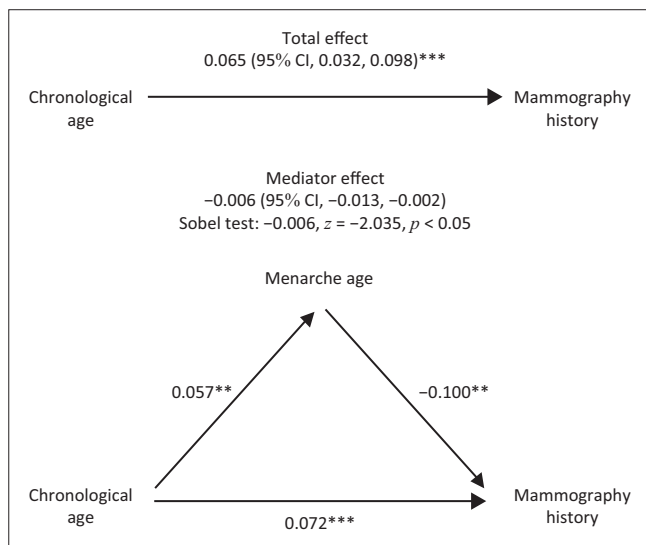 Total effect
0.065 (95% CI, 0.032, 0.098)***
Chronological
age
Mammography
history
Mediator effect
−0.006 (95% CI, −0.013, −0.002)
Sobel test: −0.006, z = −2.035, p < 0.05
Menarche age
0.057**
−0.100**
Chronological
age
0.072***
Mammography
history